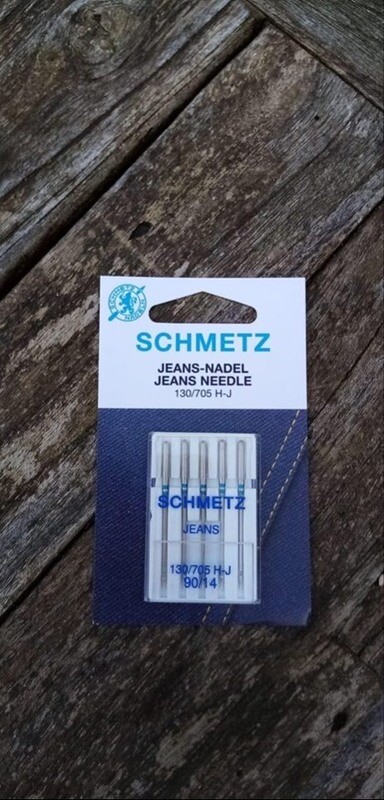 SCHMETZ
JEANS-NADEL
JEANS NEEDLE
130/705 H-J
SCHMETZ
JEANS
130/705 H-J
90/14